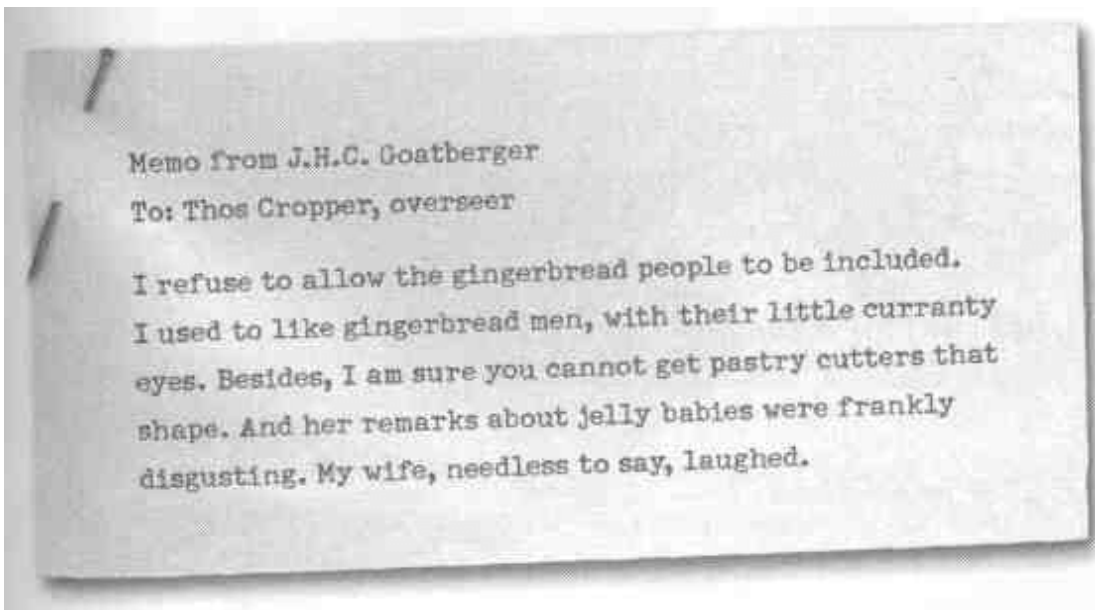 Memo from J.H.C. Goatberger
To: Thos Cropper, overseer
I refuse to allow the gingerbread people to be included.
I used to like gingerbread men, with their little curranty
eyes. Besides, I am sure you cannot get pastry cutters that
shape. And her remarks about jelly babies were frankly
disgusting. My wife, needless to say, laughed.